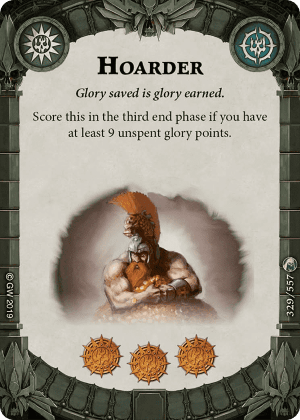 HOARDER
Glory saved is glory earned.
Score this in the third end phase if you have
at least 9 unspent glory points.
© GW 2019
329/557